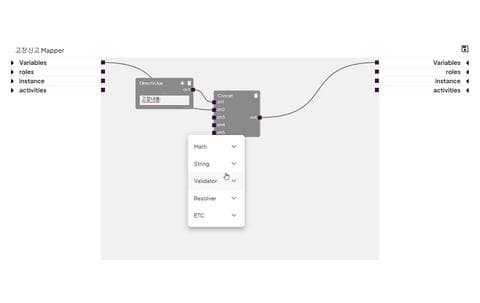 고장신고 Mapper
Variables
roles
instance
activities
Variables
roles
instance
activities
DirectValue
out
고장내용:
Concat
str1
str2
str3
str4
str5
out
Math
String
Validator
Resolver
ETC